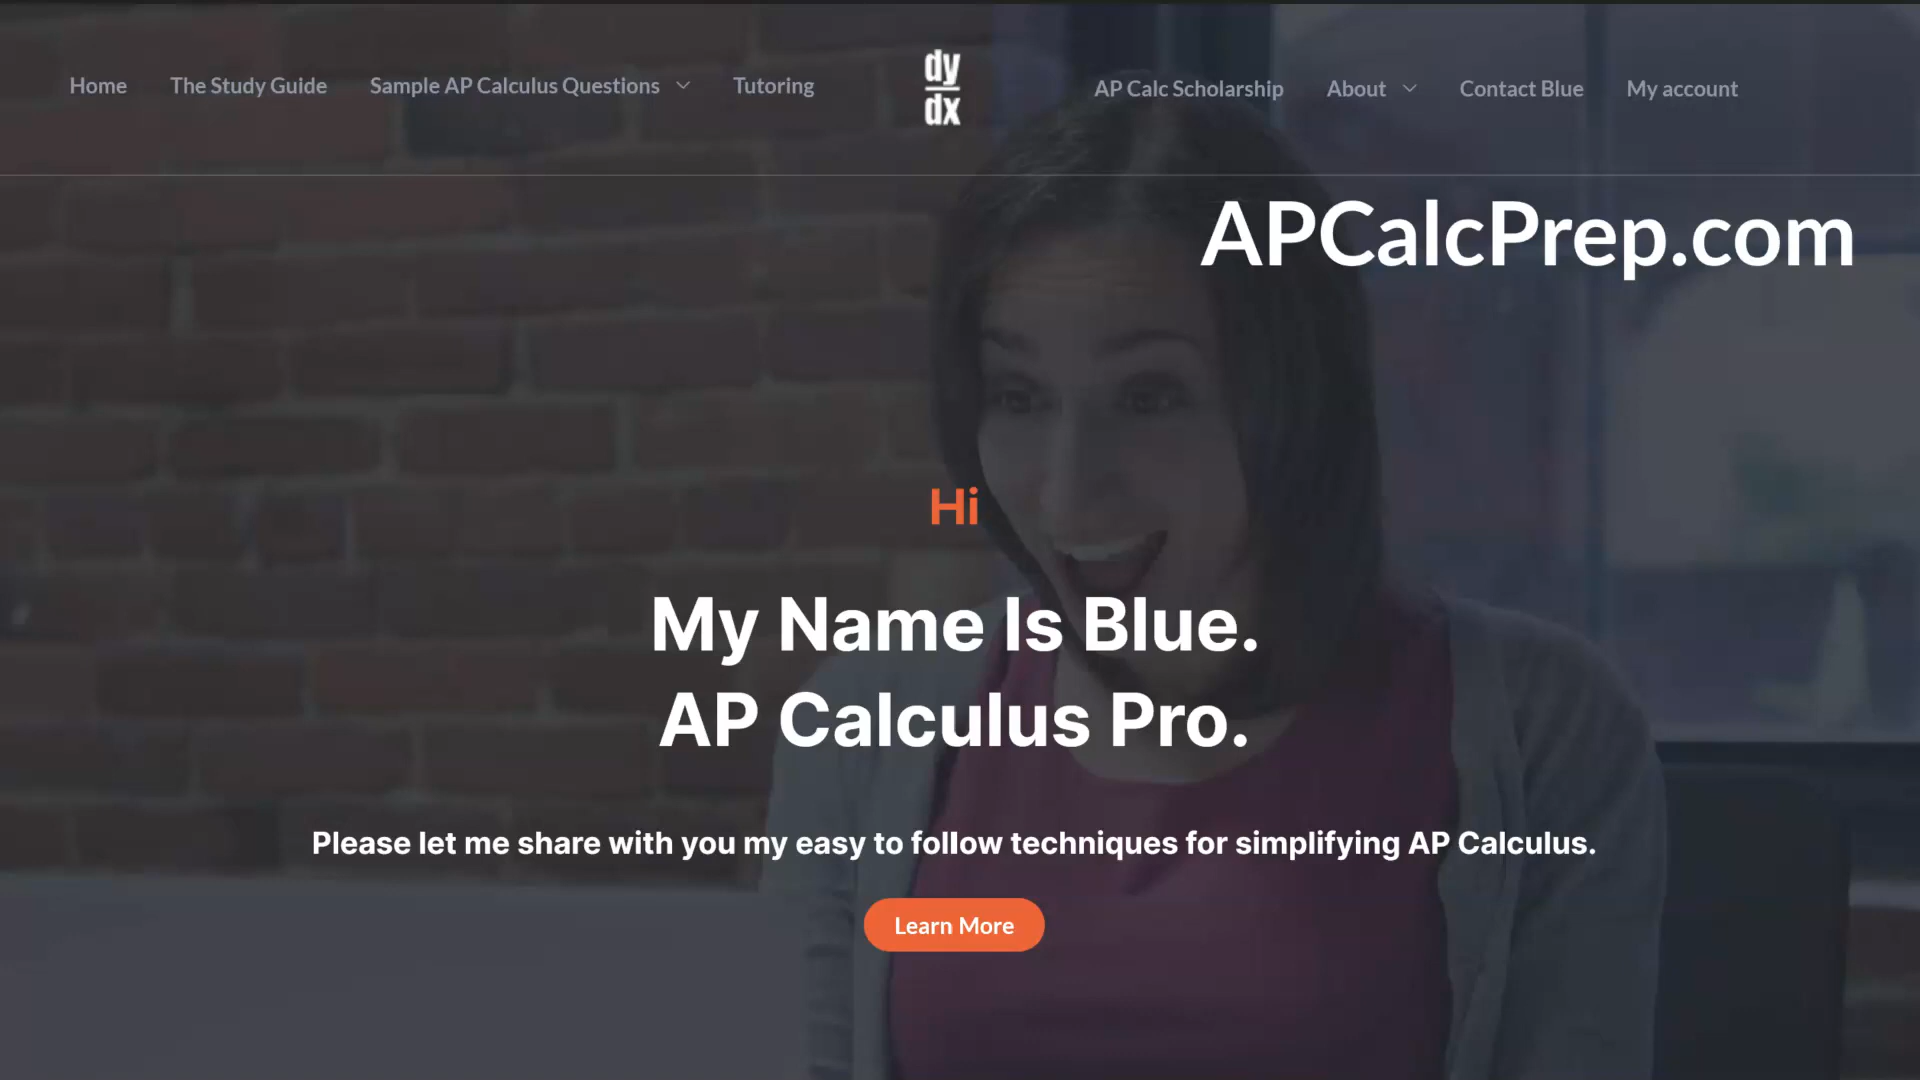 Home The Study Guide Sample AP Calculus Questions Tutoring
dy
dx
AP Calc Scholarship About Contact Blue My account
APCalcPrep.com
Hi
My Name Is Blue.
AP Calculus Pro.
Please let me share with you my easy to follow techniques for simplifying AP Calculus.
Learn More